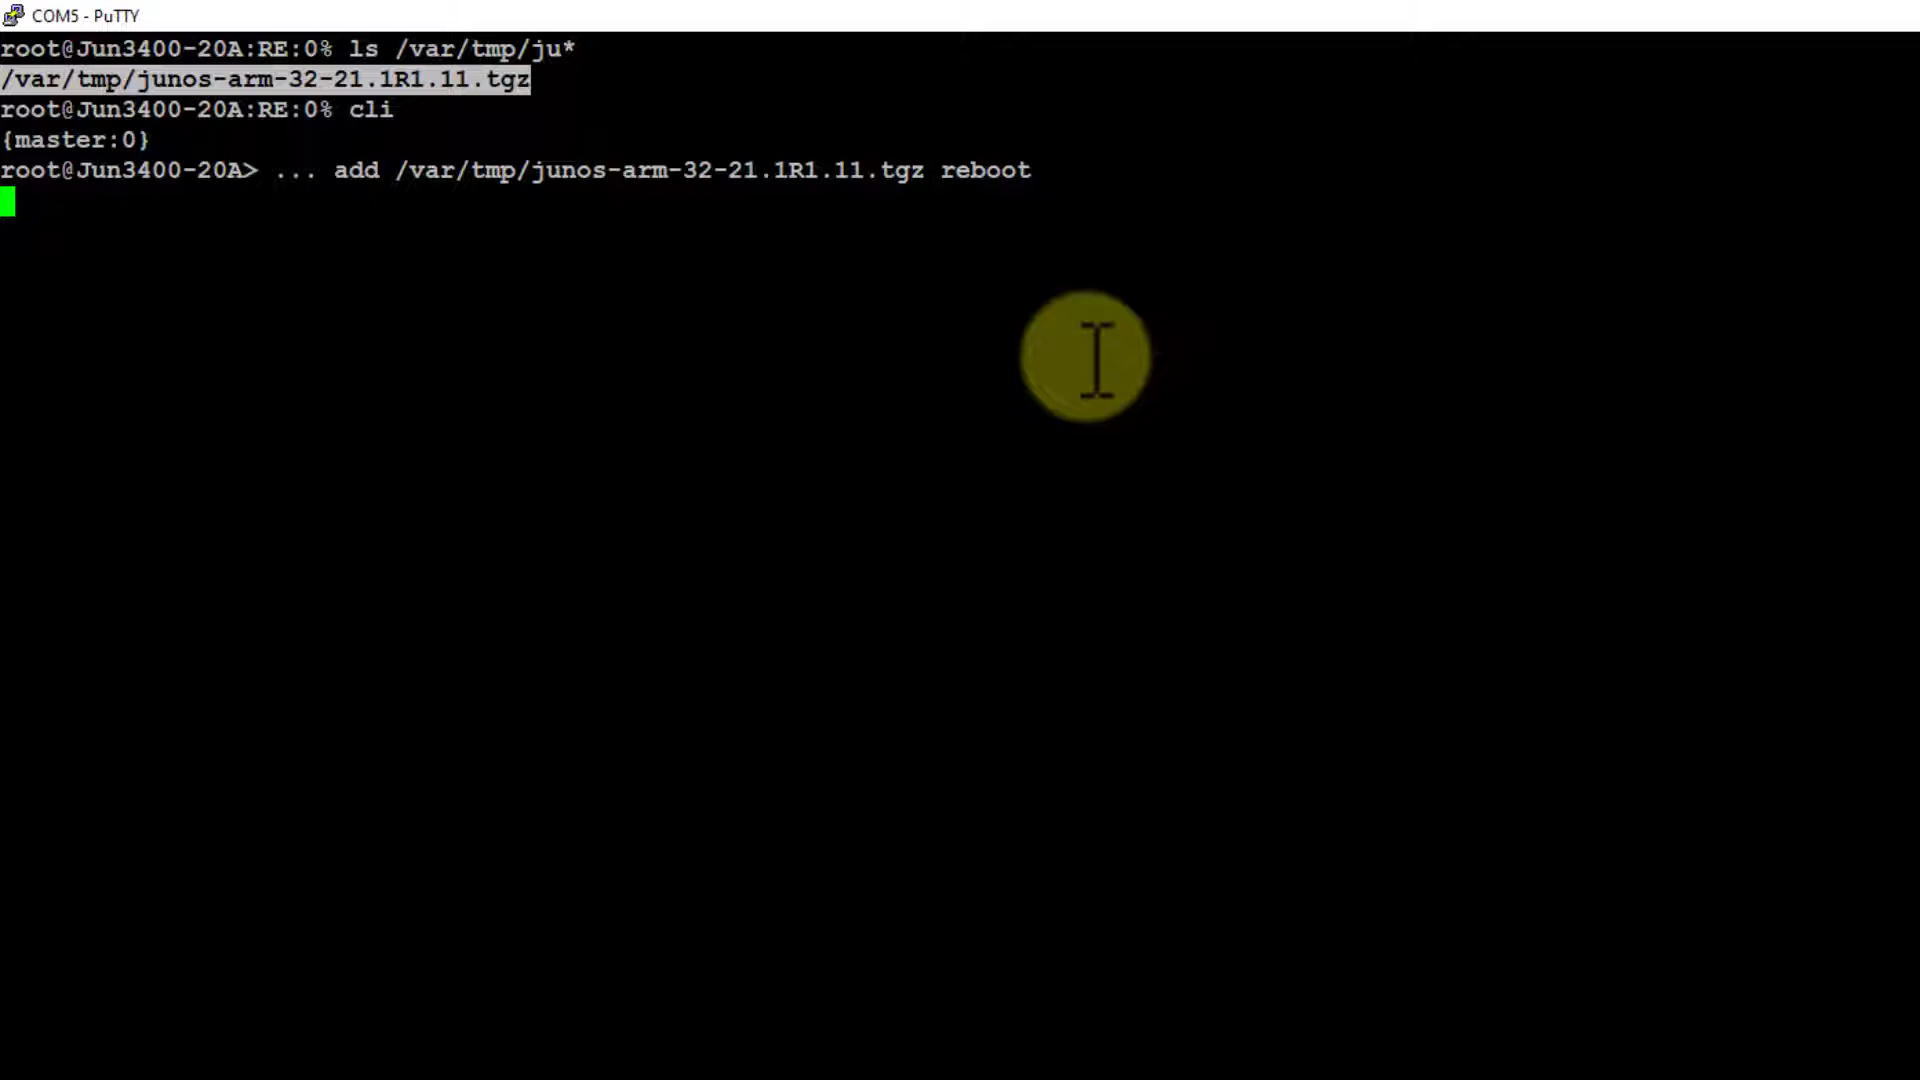 COM5 - PuTTY
root@Jun3400-20A:RE:0% ls /var/tmp/ju*
/var/tmp/junos-arm-32-21.1R1.11.tgz
root@Jun3400-20A:RE:0% cli
{master:0}
root@Jun3400-20A> ... add /var/tmp/junos-arm-32-21.1R1.11.tgz reboot